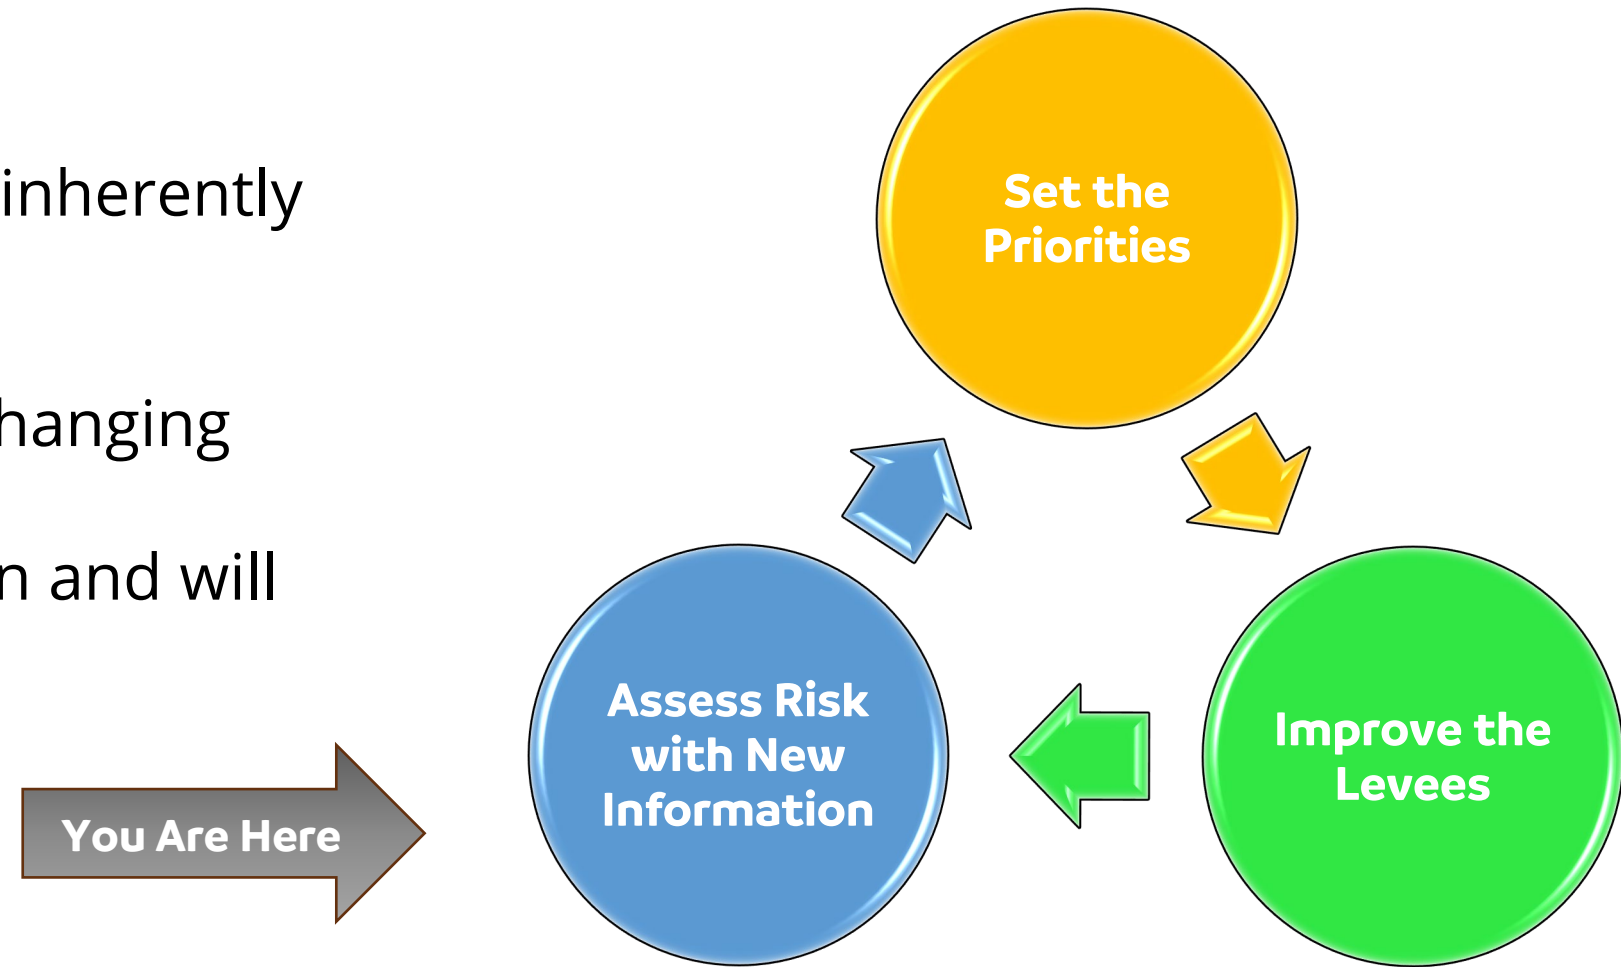 inherently
hanging
n and will
Set the
Priorities
Assess Risk
with New
Information
Improve the
Levees
You Are Here